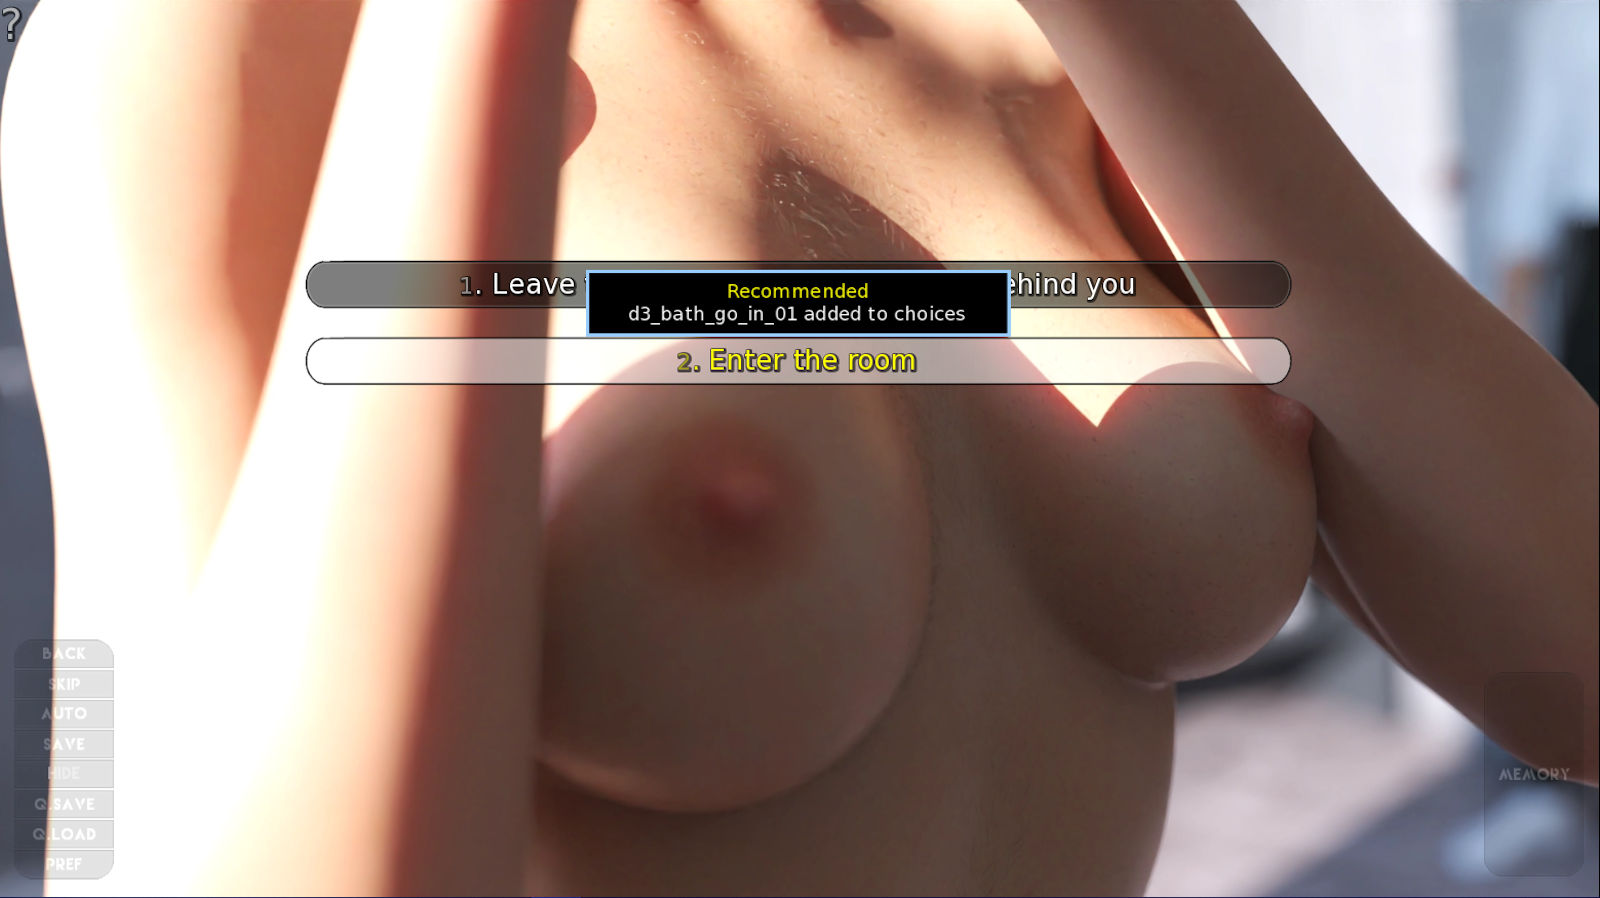 ?
1. Leave
ehind you
Recommended
d3_bath_go_in_01 added to choices
2. Enter the room
BACK
SKIP
AUTO
SAVE
HIDE
Q.SAVE
Q.LOAD
PREF
MEMORY